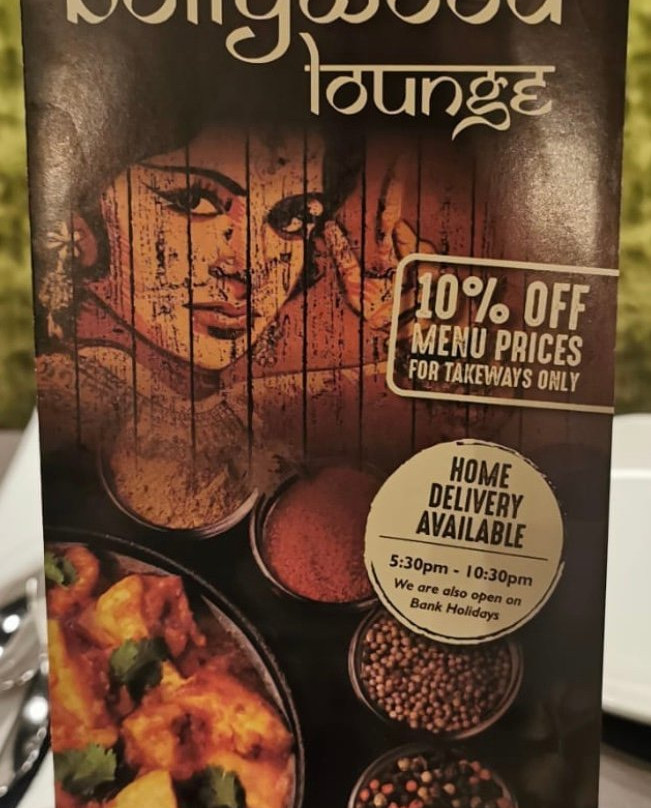 bollywood
lounge
10% OFF
MENU PRICES
FOR TAKEWAYS ONLY
HOME
DELIVERY
AVAILABLE
5:30pm - 10:30pm
We are also open on
Bank Holidays